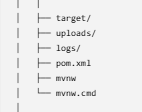 │   │
│   ├── target/
│   ├── uploads/
│   ├── logs/
│   ├── pom.xml
│   ├── mvnw
│   └── mvnw.cmd
│